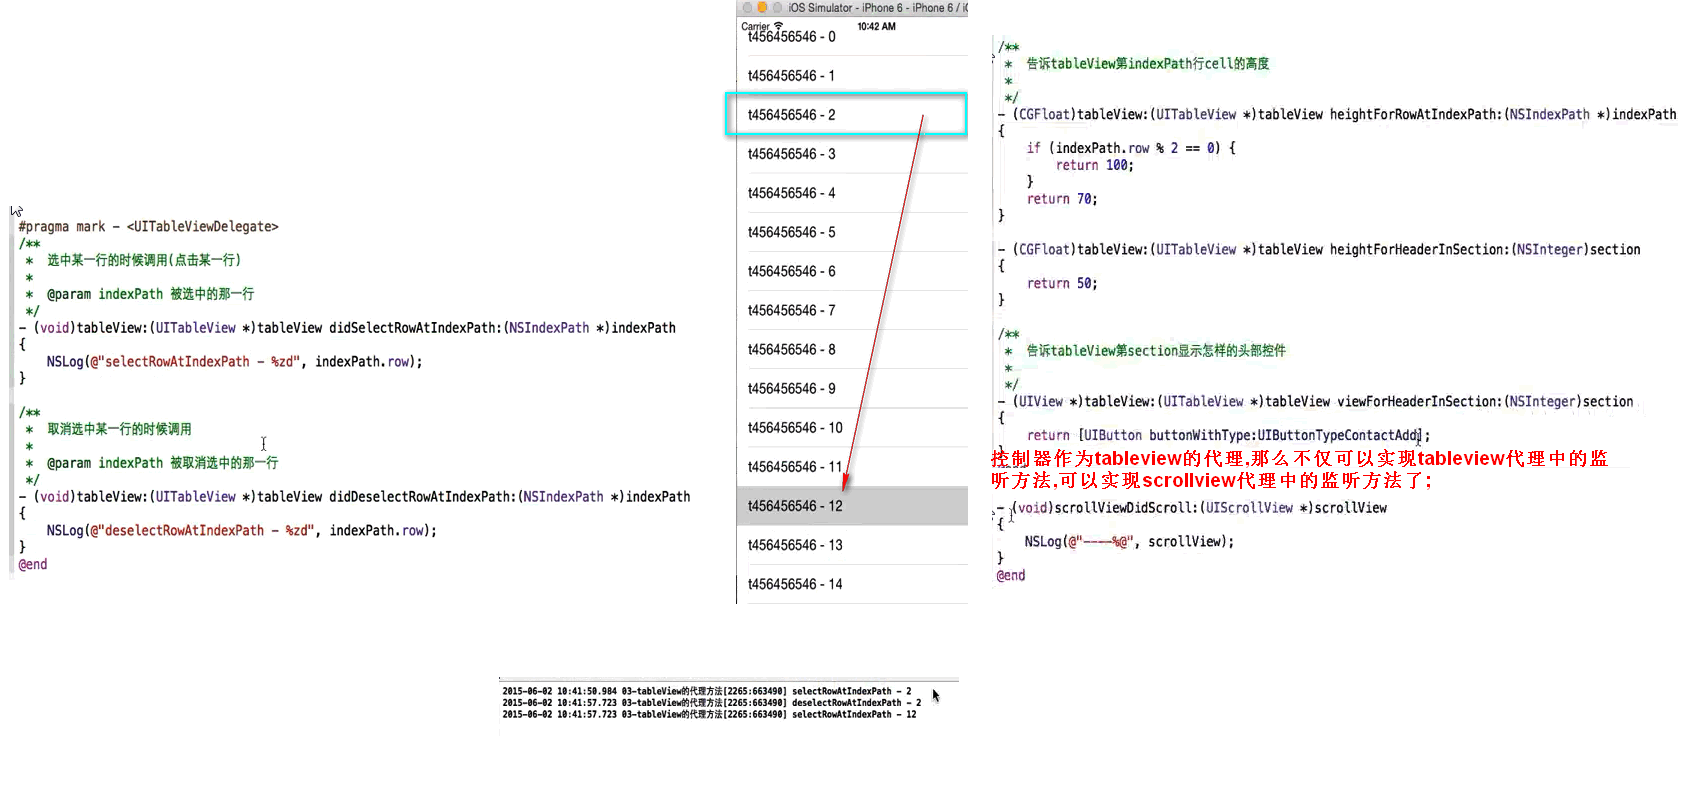 #pragma mark – <UITableViewDelegate>
/**
 *  选中某一行的时候调用(点击某一行)
 *
 *  @param indexPath 被选中的那一行
 */
- (void)tableView:(UITableView *)tableView didSelectRowAtIndexPath:(NSIndexPath *)indexPath
{
    NSLog(@"selectRowAtIndexPath – %zd", indexPath.row);
}
/**
 *  取消选中某一行的时候调用
 *
 *  @param indexPath 被取消选中的那一行
 */
- (void)tableView:(UITableView *)tableView didDeselectRowAtIndexPath:(NSIndexPath *)indexPath
{
    NSLog(@"deselectRowAtIndexPath – %zd", indexPath.row);
}
@end
iOS Simulator - iPhone 6 - iPhone 6 / iO
Carrier 10:42 AM
t456456546 - 0
t456456546 - 1
t456456546 - 2
t456456546 - 3
t456456546 - 4
t456456546 - 5
t456456546 - 6
t456456546 - 7
t456456546 - 8
t456456546 - 9
t456456546 - 10
t456456546 - 11
t456456546 - 12
t456456546 - 13
t456456546 - 14
/**
 *  告诉tableView第indexPath行cell的高度
 *
 */
- (CGFloat)tableView:(UITableView *)tableView heightForRowAtIndexPath:(NSIndexPath *)indexPath
{
    if (indexPath.row % 2 == 0) {
        return 100;
    }
    return 70;
}
- (CGFloat)tableView:(UITableView *)tableView heightForHeaderInSection:(NSInteger)section
{
    return 50;
}
/**
 *  告诉tableView第section显示怎样的头部控件
 *
 */
- (UIView *)tableView:(UITableView *)tableView viewForHeaderInSection:(NSInteger)section
{
    return [UIButton buttonWithType:UIButtonTypeContactAdd];
}
控制器作为tableview的代理,那么不仅可以实现tableview代理中的监
听方法,可以实现scrollview代理中的监听方法了;
- (void)scrollViewDidScroll:(UIScrollView *)scrollView
{
    NSLog(@"----%@", scrollView);
}
@end
2015-06-02 10:41:50.984 03-tableView的代理方法[2265:663490] selectRowAtIndexPath – 2
2015-06-02 10:41:57.723 03-tableView的代理方法[2265:663490] deselectRowAtIndexPath – 2
2015-06-02 10:41:57.723 03-tableView的代理方法[2265:663490] selectRowAtIndexPath – 12